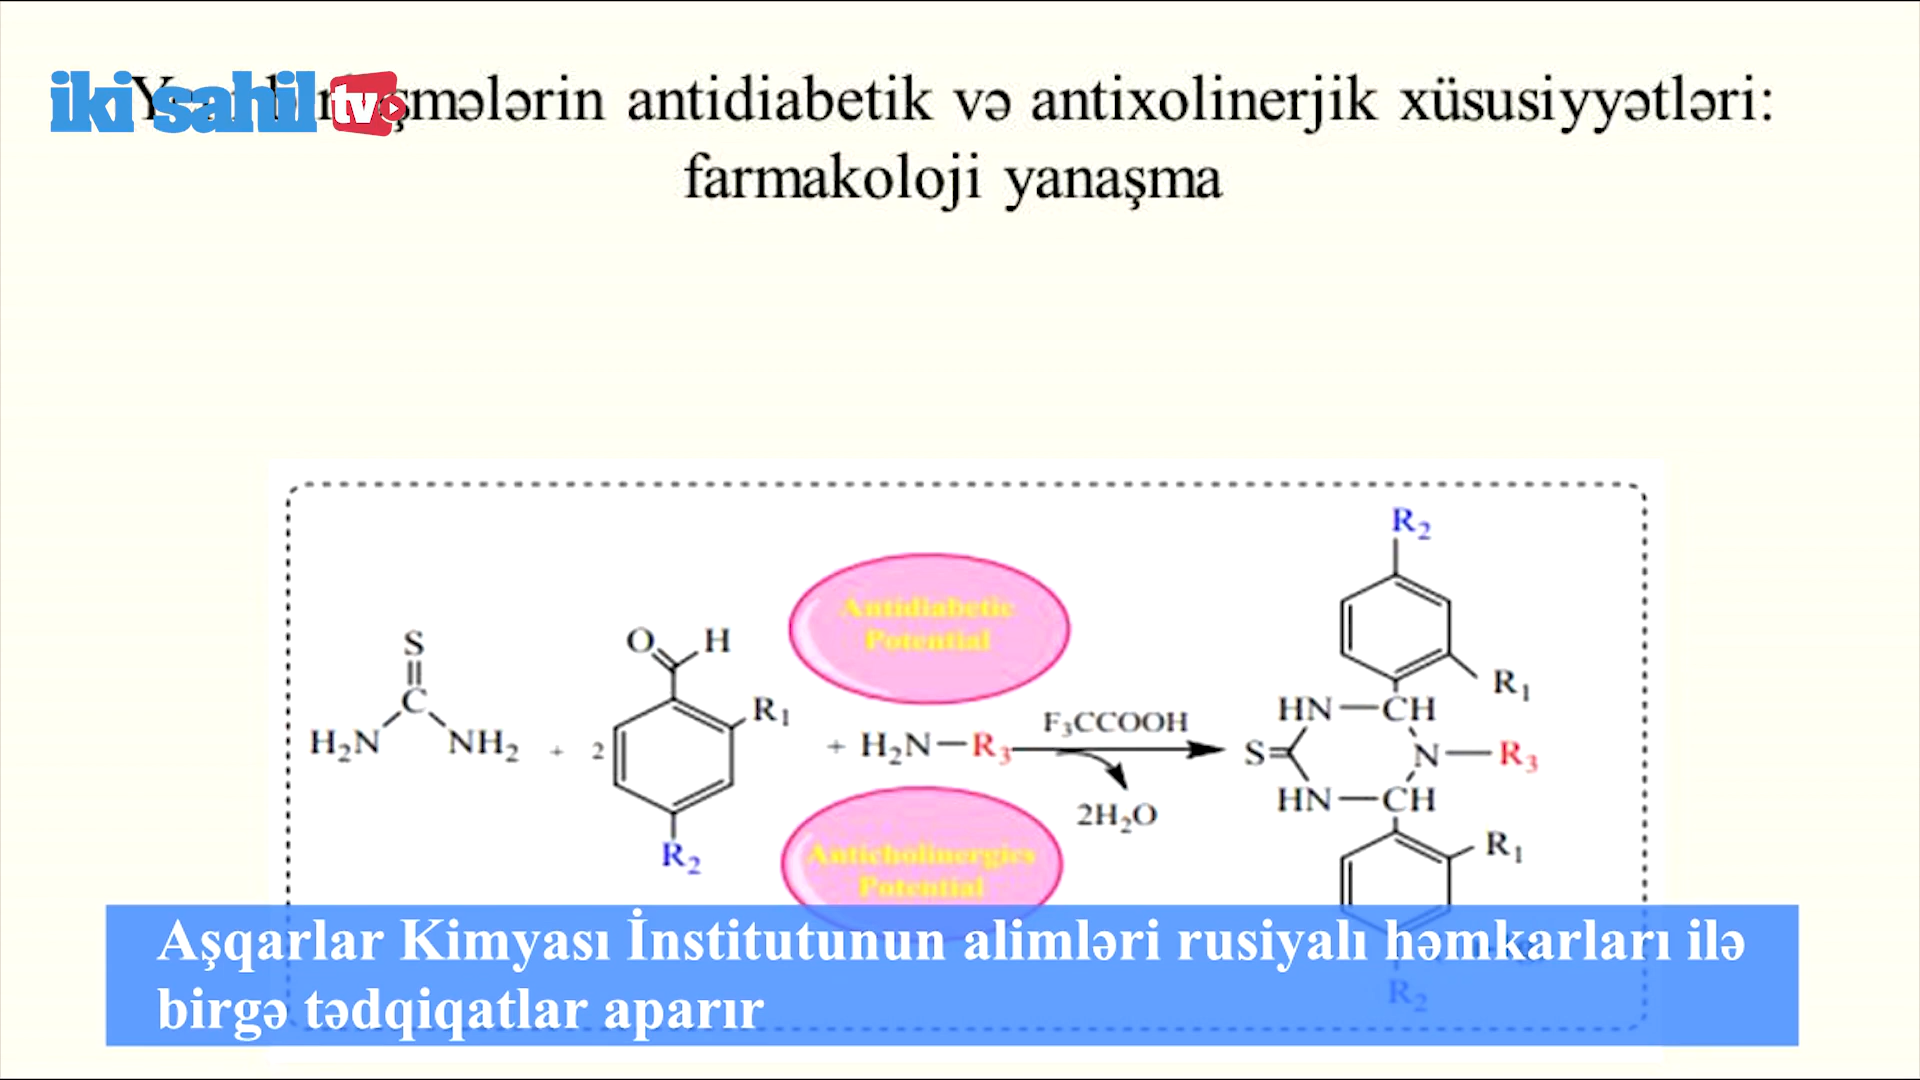 iki sahil tv
şmələrin antidiabetik və antixolinerjik xüsusiyyətləri:
farmakoloji yanaşma
R2
Antidiabetic
Potential
S
C
H2N
NH2
+
2
O
H
R1
R2
+ H2N—R3
F3CCOOH
2H2O
Anticholinergics
Potential
R1
HN—CH
S
N—R3
HN—CH
R1
R2
Aşqarlar Kimyası İnstitutunun alimləri rusiyalı həmkarları ilə
birgə tədqiqatlar aparır